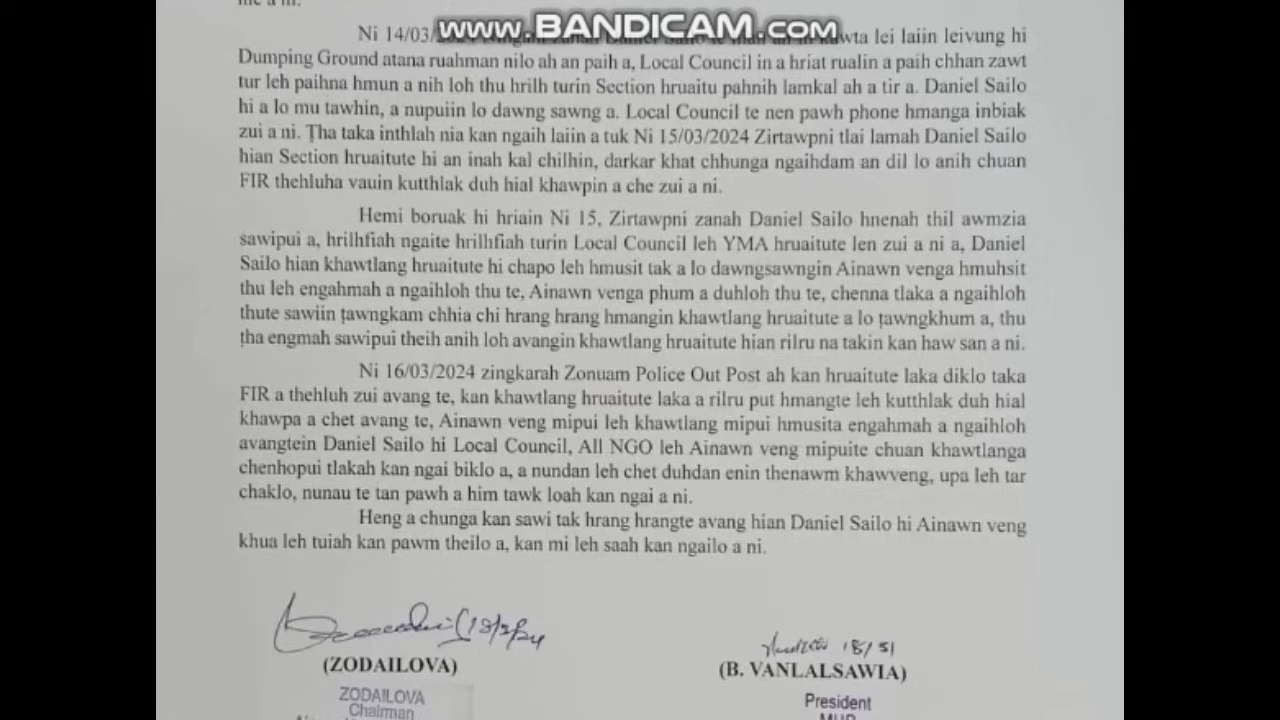 www.BANDICAM.com
Ni 14/03/ lei laiin leivung hi
Dumping Ground atana ruahman nilo ah an paih a, Local Council in a hriat rualin a paih chhan zawt
tur leh paihna hmun a nih loh thu hrilh turin Section hruaitu pahnih lamkal ah a tir a. Daniel Sailo
hi a lo mu tawhin, a nupuiin lo dawng sawng a. Local Council te nen pawh phone hmanga inbiak
zui a ni. Ṭha taka inthlah nia kan ngaih laiin a tuk Ni 15/03/2024 Zirtawpni tlai lamah Daniel Sailo
hian Section hruaitute hi an inah kal chilhin, darkar khat chhunga ngaihdam an dil lo anih chuan
FIR thehluha vauin kutthlak duh hial khawpin a che zui a ni.
Hemi boruak hi hriain Ni 15, Zirtawpni zanah Daniel Sailo hnenah thil awmzia
sawipui a, hrilhfiah ngaite hrilhfiah turin Local Council leh YMA hruaitute len zui a ni a, Daniel
Sailo hian khawtlang hruaitute hi chapo leh hmusit tak a lo dawngsawngin Ainawn venga hmuhsit
thu leh engahmah a ngaihloh thu te, Ainawn venga phum a duhloh thu te, chenna tlaka a ngaihloh
thute sawiin ṭawngkam chhia chi hrang hrang hmangin khawtlang hruaitute a lo ṭawngkhum a, thu
ṭha engmah sawipui theih anih loh avangin khawtlang hruaitute hian rilru na takin kan haw san a ni.
Ni 16/03/2024 zingkarah Zonuam Police Out Post ah kan hruaitute laka diklo taka
FIR a thehluh zui avang te, kan khawtlang hruaitute laka a rilru put hmangte leh kutthlak duh hial
khawpa a chet avang te, Ainawn veng mipui leh khawtlang mipui hmusita engahmah a ngaihloh
avangtein Daniel Sailo hi Local Council, All NGO leh Ainawn veng mipuite chuan khawtlanga
chenhopui tlakah kan ngai biklo a, a nundan leh chet duhdan enin thenawm khawveng, upa leh tar
chaklo, nunau te tan pawh a him tawk loah kan ngai a ni.
Heng a chunga kan sawi tak hrang hrangte avang hian Daniel Sailo hi Ainawn veng
khua leh tuiah kan pawm theilo a, kan mi leh saah kan ngailo a ni.
(ZODAILOVA)
(B. VANLALSAWIA)
ZODAILOVA
Chairman
President
MUP